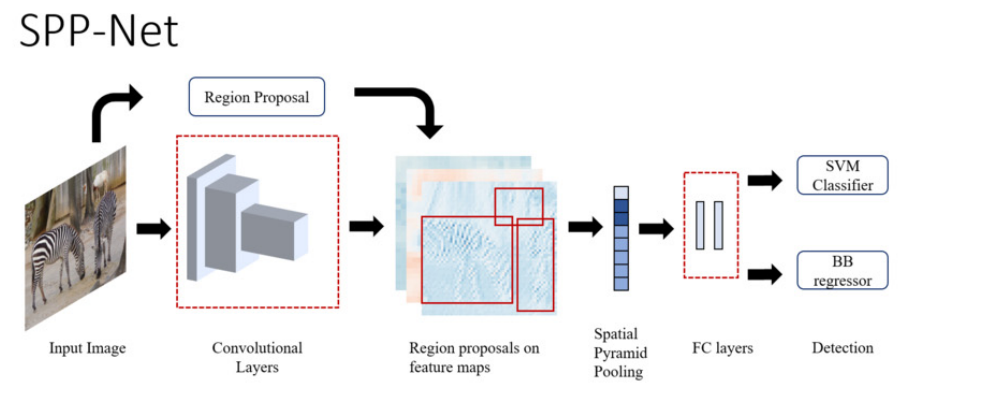 SPP-Net
Region Proposal
SVM
Classifier
BB
regressor
Input Image
Convolutional
Layers
Region proposals on
feature maps
Spatial
Pyramid
Pooling
FC layers
Detection